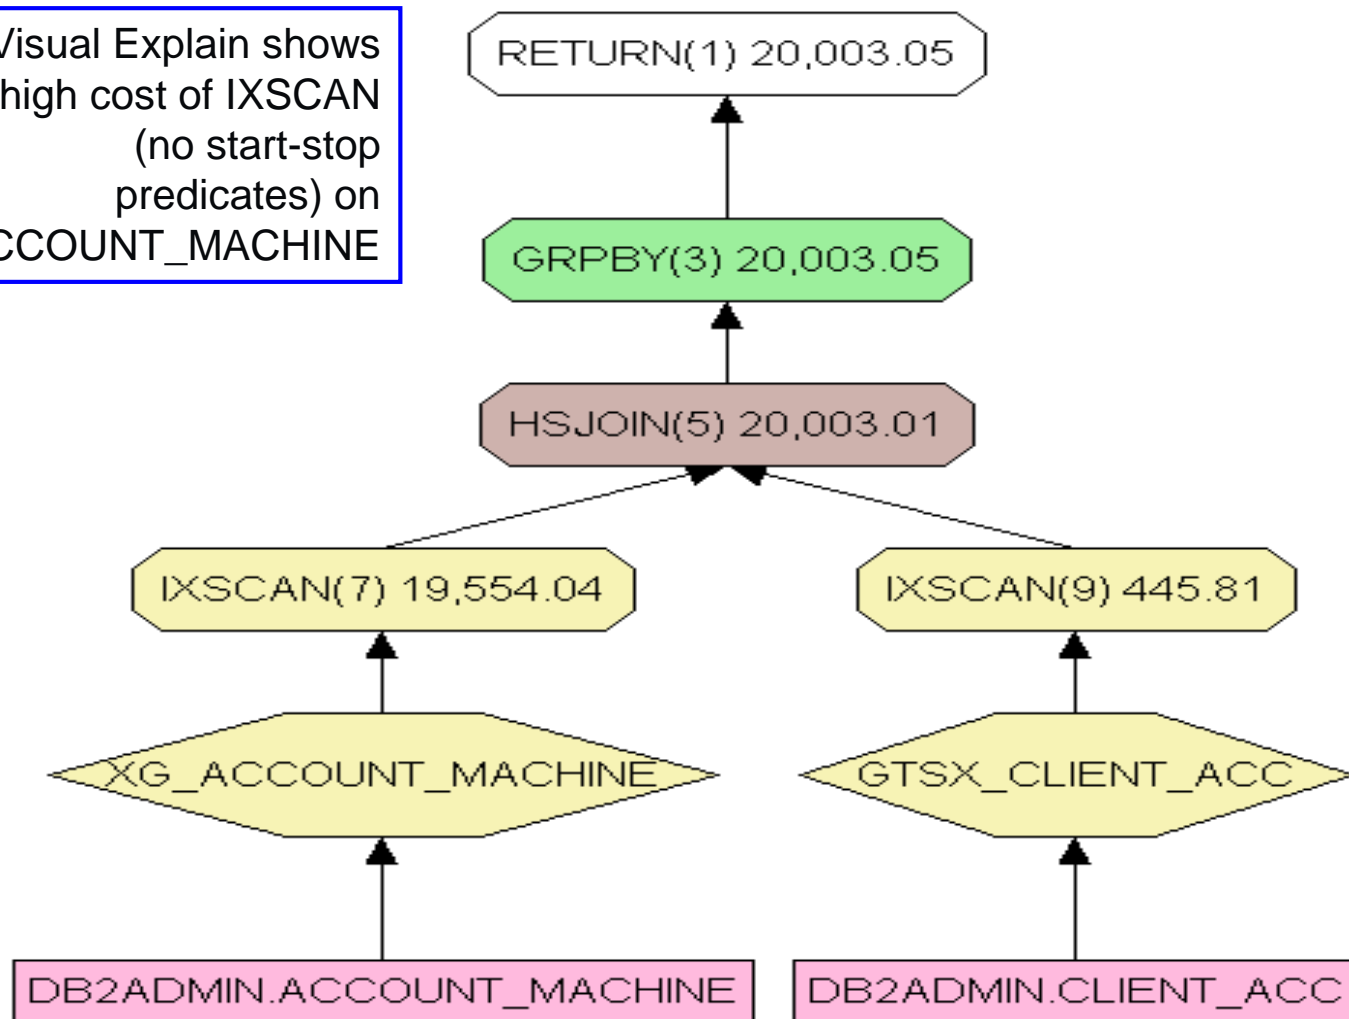 Visual Explain shows
high cost of IXSCAN
(no start-stop
predicates) on
CCOUNT_MACHINE
RETURN(1) 20,003.05
GRPBY(3) 20,003.05
HSJOIN(5) 20,003.01
IXSCAN(7) 19,554.04
IXSCAN(9) 445.81
XG_ACCOUNT_MACHINE
GTSX_CLIENT_ACC
DB2ADMIN.ACCOUNT_MACHINE
DB2ADMIN.CLIENT_ACC